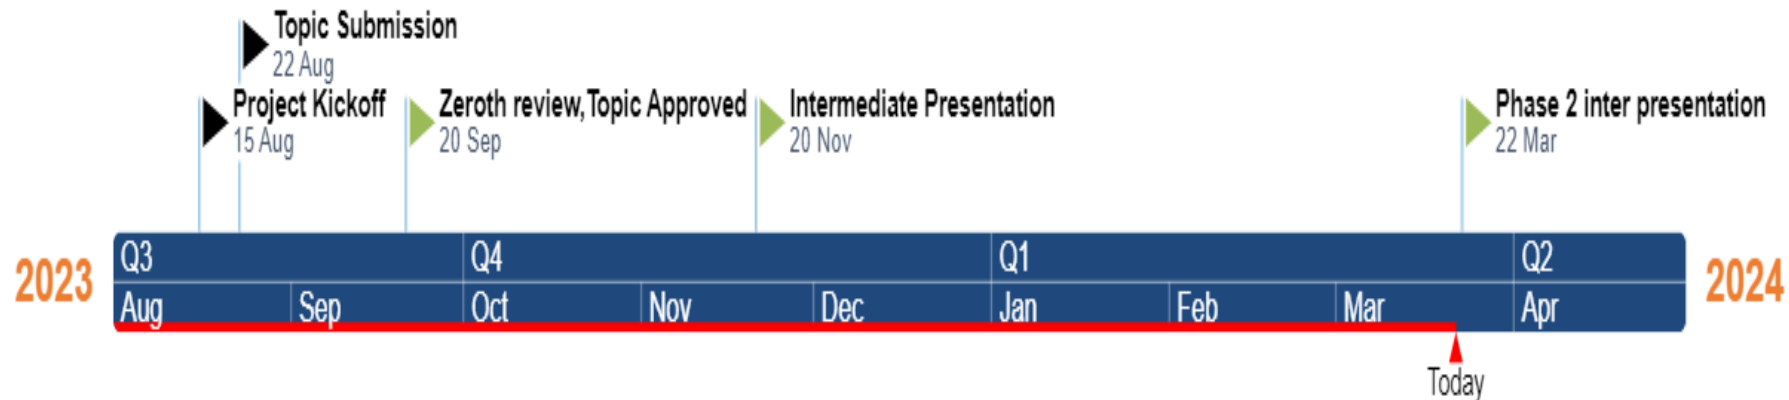 Topic Submission
22 Aug
Project Kickoff
15 Aug
Zeroth review,Topic Approved
20 Sep
Intermediate Presentation
20 Nov
Phase 2 inter presentation
22 Mar
2023
Q3 Q4 Q1 Q2
Aug Sep Oct Nov Dec Jan Feb Mar Apr
2024
Today